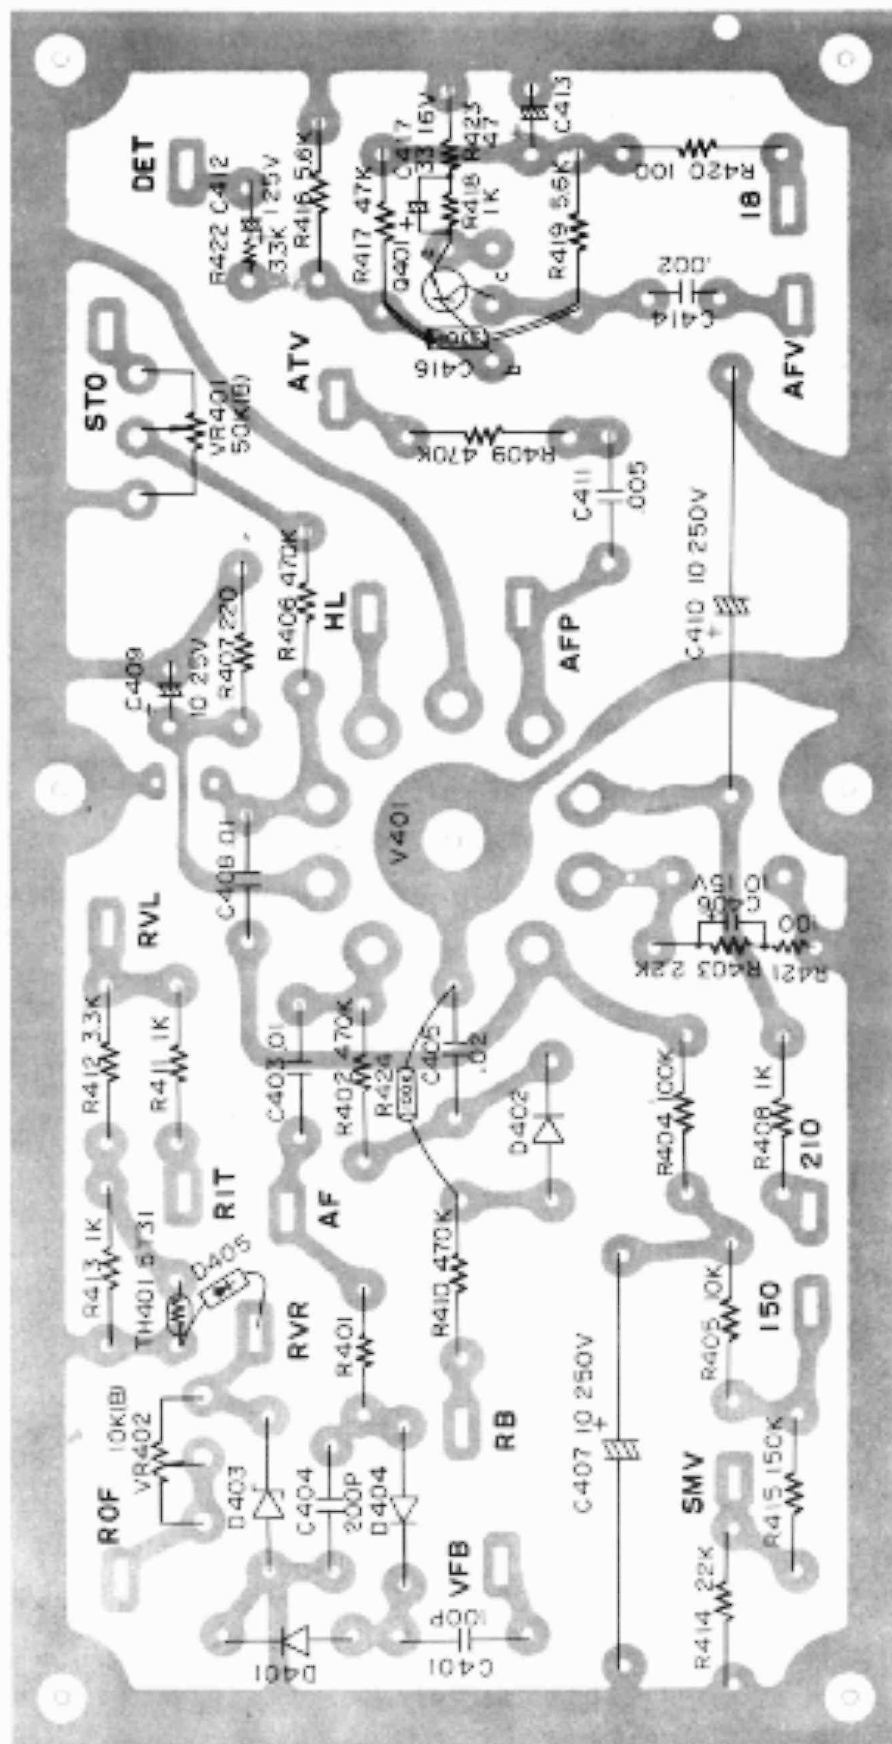 DET
R422 C412
3.3K 1 25V
R416 5.6K
R417 47K
Q401
C417
33 16V
R423
47
R418
1K
C413
R419 5.6K
R420 100
18
C
.002
C414
AFV
C416
STO
VR401
50K(B)
ATV
R409
470K
C411
.005
C409
10 25V
R407 220
R406 470K
HL
AFP
C410 10 250V
+
V401
C408 .01
RVL
10 15V
C406
R403
2.2K
100
R421
R412 3.3K
R411 1K
C403 .01
R402 470K
R424
100K
C405
.02
D402
R404 100K
R408 1K
210
RIT
AF
R413 1K
TH401
D405
RVR
R401
R410 470K
RB
R405 10K
150
10K(B)
VR402
ROF
D403
C404
200P
D404
VFB
C407 10 250V
+
SMV
R415 150K
R414 22K
D401
100P
C401